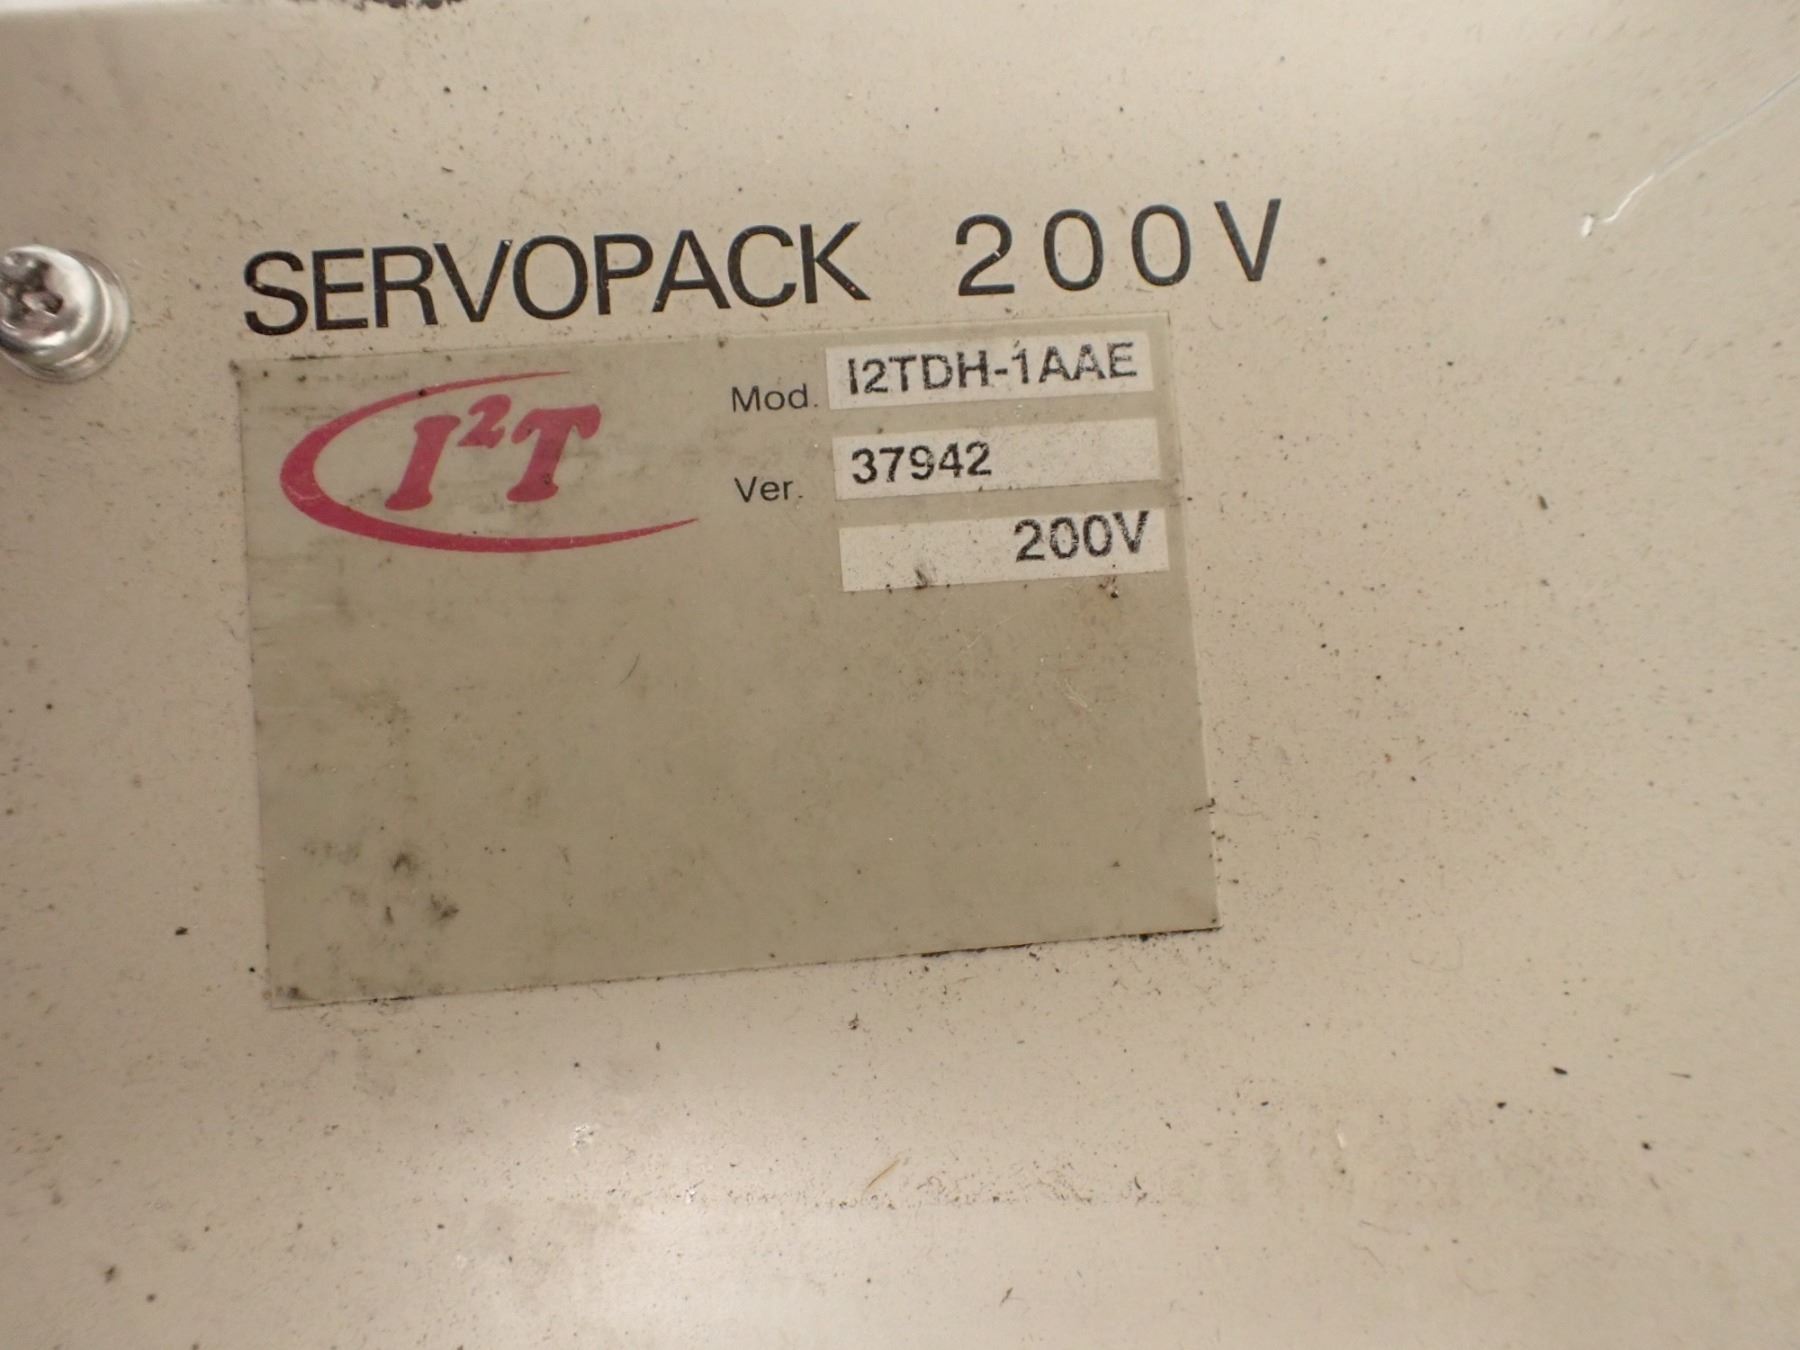 SERVOPACK 200V
I²T
Mod. I2TDH-1AAE
Ver. 37942
200V